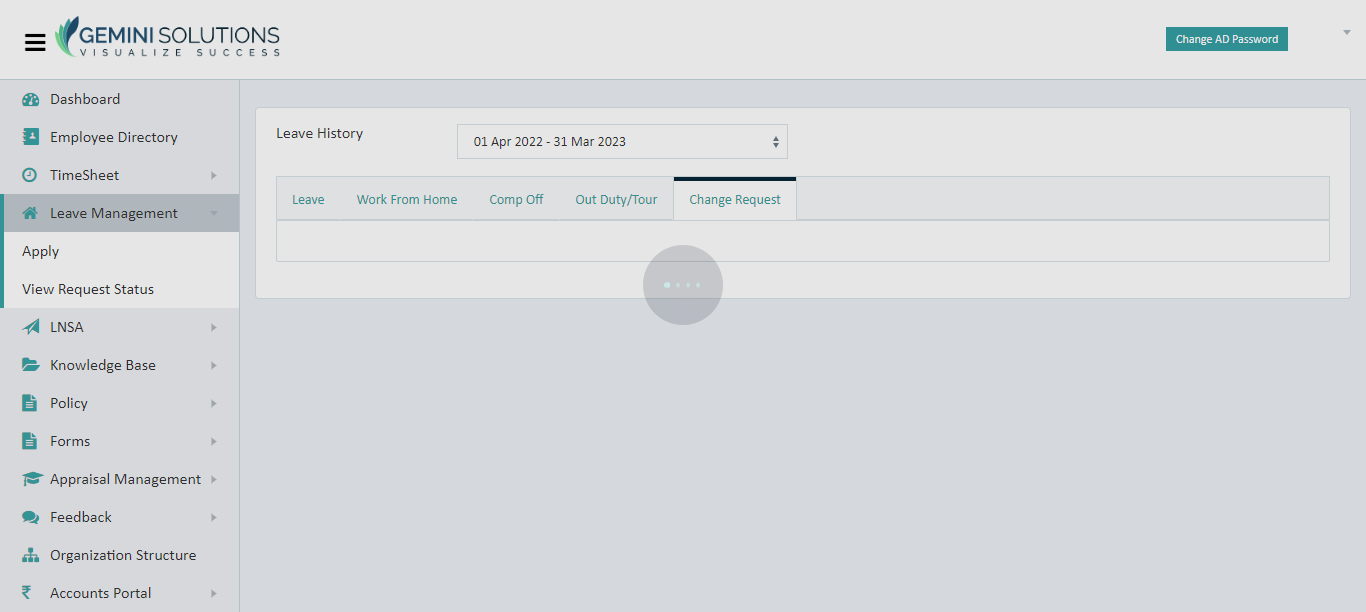 GEMINI SOLUTIONS
VISUALIZE SUCCESS
Change AD Password
Dashboard
Employee Directory
TimeSheet
Leave Management
Apply
View Request Status
LNSA
Knowledge Base
Policy
Forms
Appraisal Management
Feedback
Organization Structure
₹ Accounts Portal
Leave History
01 Apr 2022 - 31 Mar 2023
Leave Work From Home Comp Off Out Duty/Tour Change Request